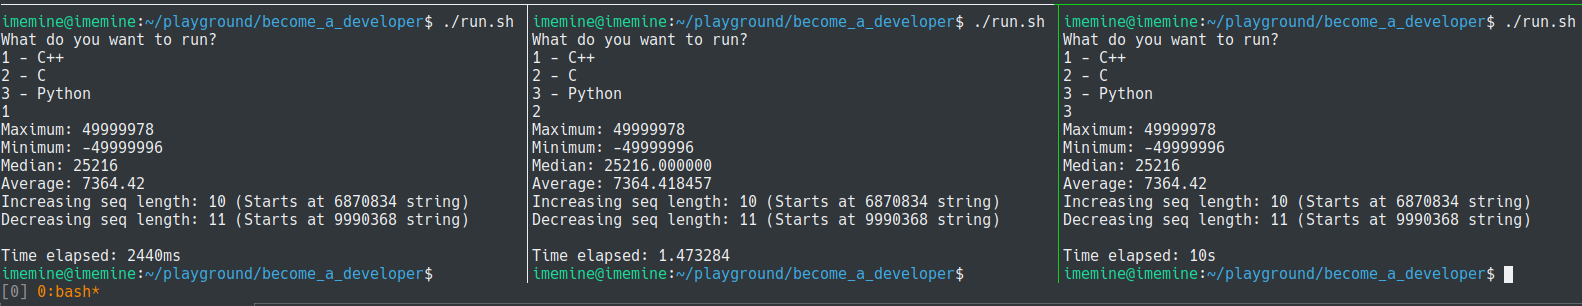 imemine@imemine:~/playground/become_a_developer$ ./run.sh
What do you want to run?
1 - C++
2 - C
3 - Python
1
Maximum: 49999978
Minimum: -49999996
Median: 25216
Average: 7364.42
Increasing seq length: 10 (Starts at 6870834 string)
Decreasing seq length: 11 (Starts at 9990368 string)

Time elapsed: 2440ms
imemine@imemine:~/playground/become_a_developer$
imemine@imemine:~/playground/become_a_developer$ ./run.sh
What do you want to run?
1 - C++
2 - C
3 - Python
2
Maximum: 49999978
Minimum: -49999996
Median: 25216.000000
Average: 7364.418457
Increasing seq length: 10 (Starts at 6870834 string)
Decreasing seq length: 11 (Starts at 9990368 string)

Time elapsed: 1.473284
imemine@imemine:~/playground/become_a_developer$
imemine@imemine:~/playground/become_a_developer$ ./run.sh
What do you want to run?
1 - C++
2 - C
3 - Python
3
Maximum: 49999978
Minimum: -49999996
Median: 25216
Average: 7364.42
Increasing seq length: 10 (Starts at 6870834 string)
Decreasing seq length: 11 (Starts at 9990368 string)

Time elapsed: 10s
imemine@imemine:~/playground/become_a_developer$
[0] 0:bash*